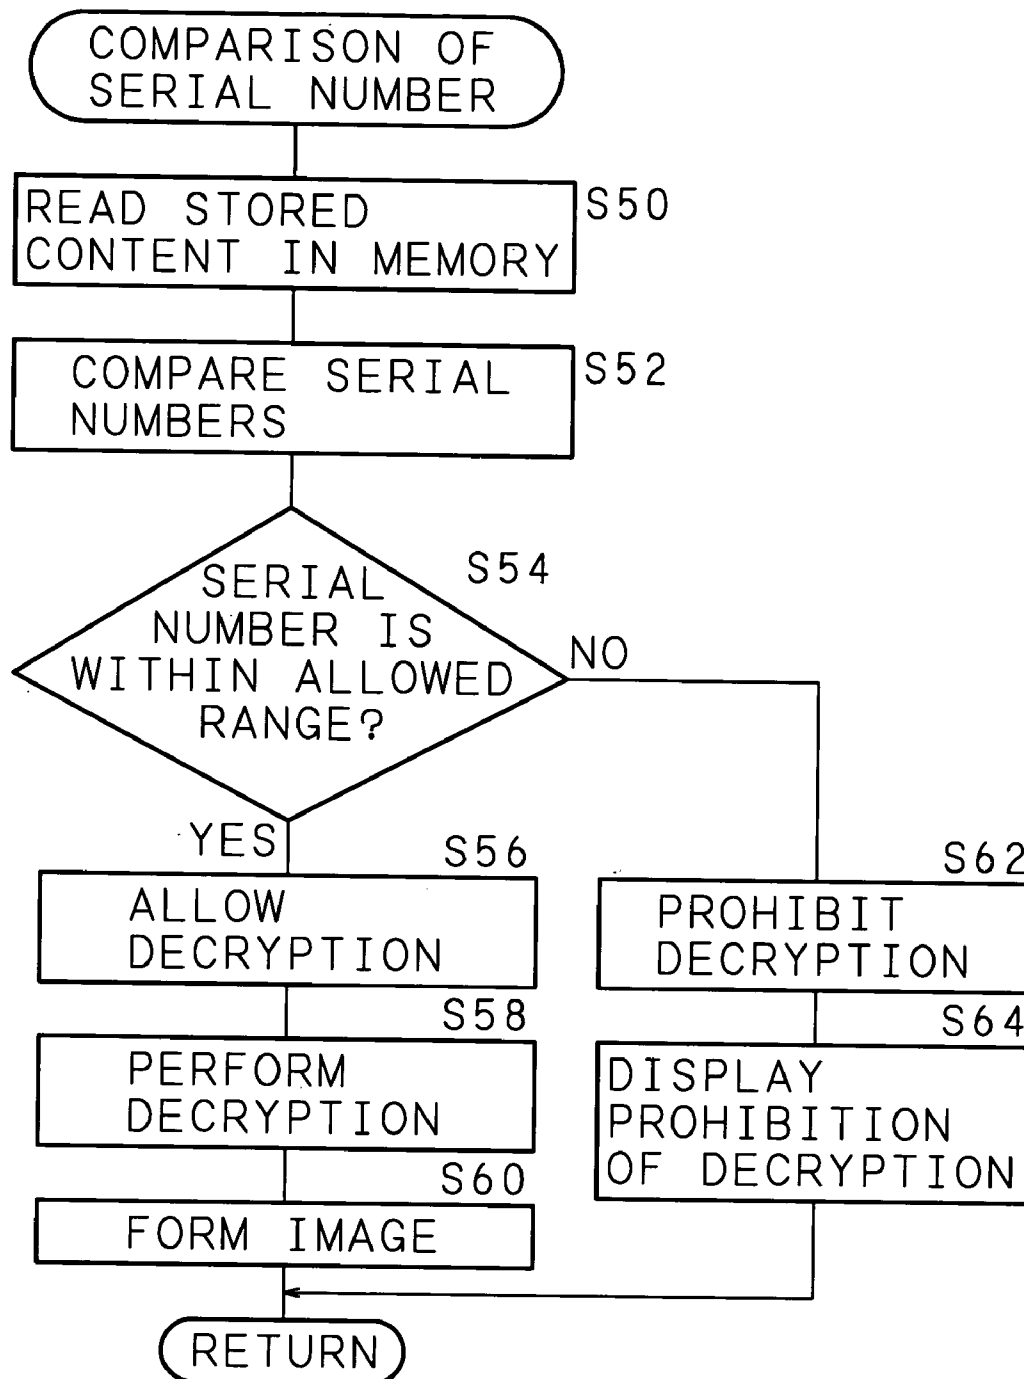 COMPARISON OF
SERIAL NUMBER
READ STORED
CONTENT IN MEMORY
S50
COMPARE SERIAL
NUMBERS
S52
SERIAL
NUMBER IS
WITHIN ALLOWED
RANGE?
S54
NO
YES
S56
ALLOW
DECRYPTION
S58
PERFORM
DECRYPTION
S60
FORM IMAGE
S62
PROHIBIT
DECRYPTION
S64
DISPLAY
PROHIBITION
OF DECRYPTION
RETURN